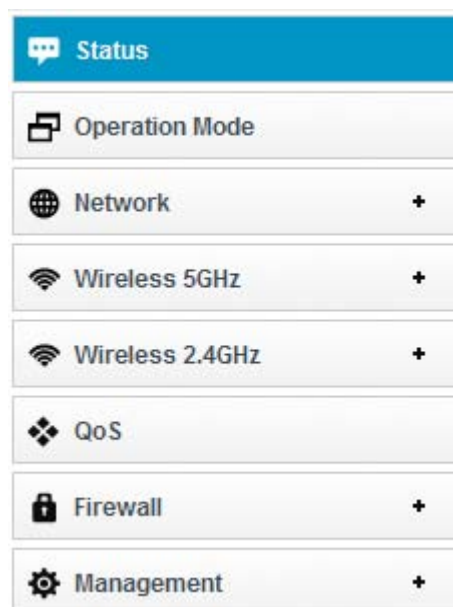 Status
Operation Mode
Network +
Wireless 5GHz +
Wireless 2.4GHz +
QoS
Firewall +
Management +